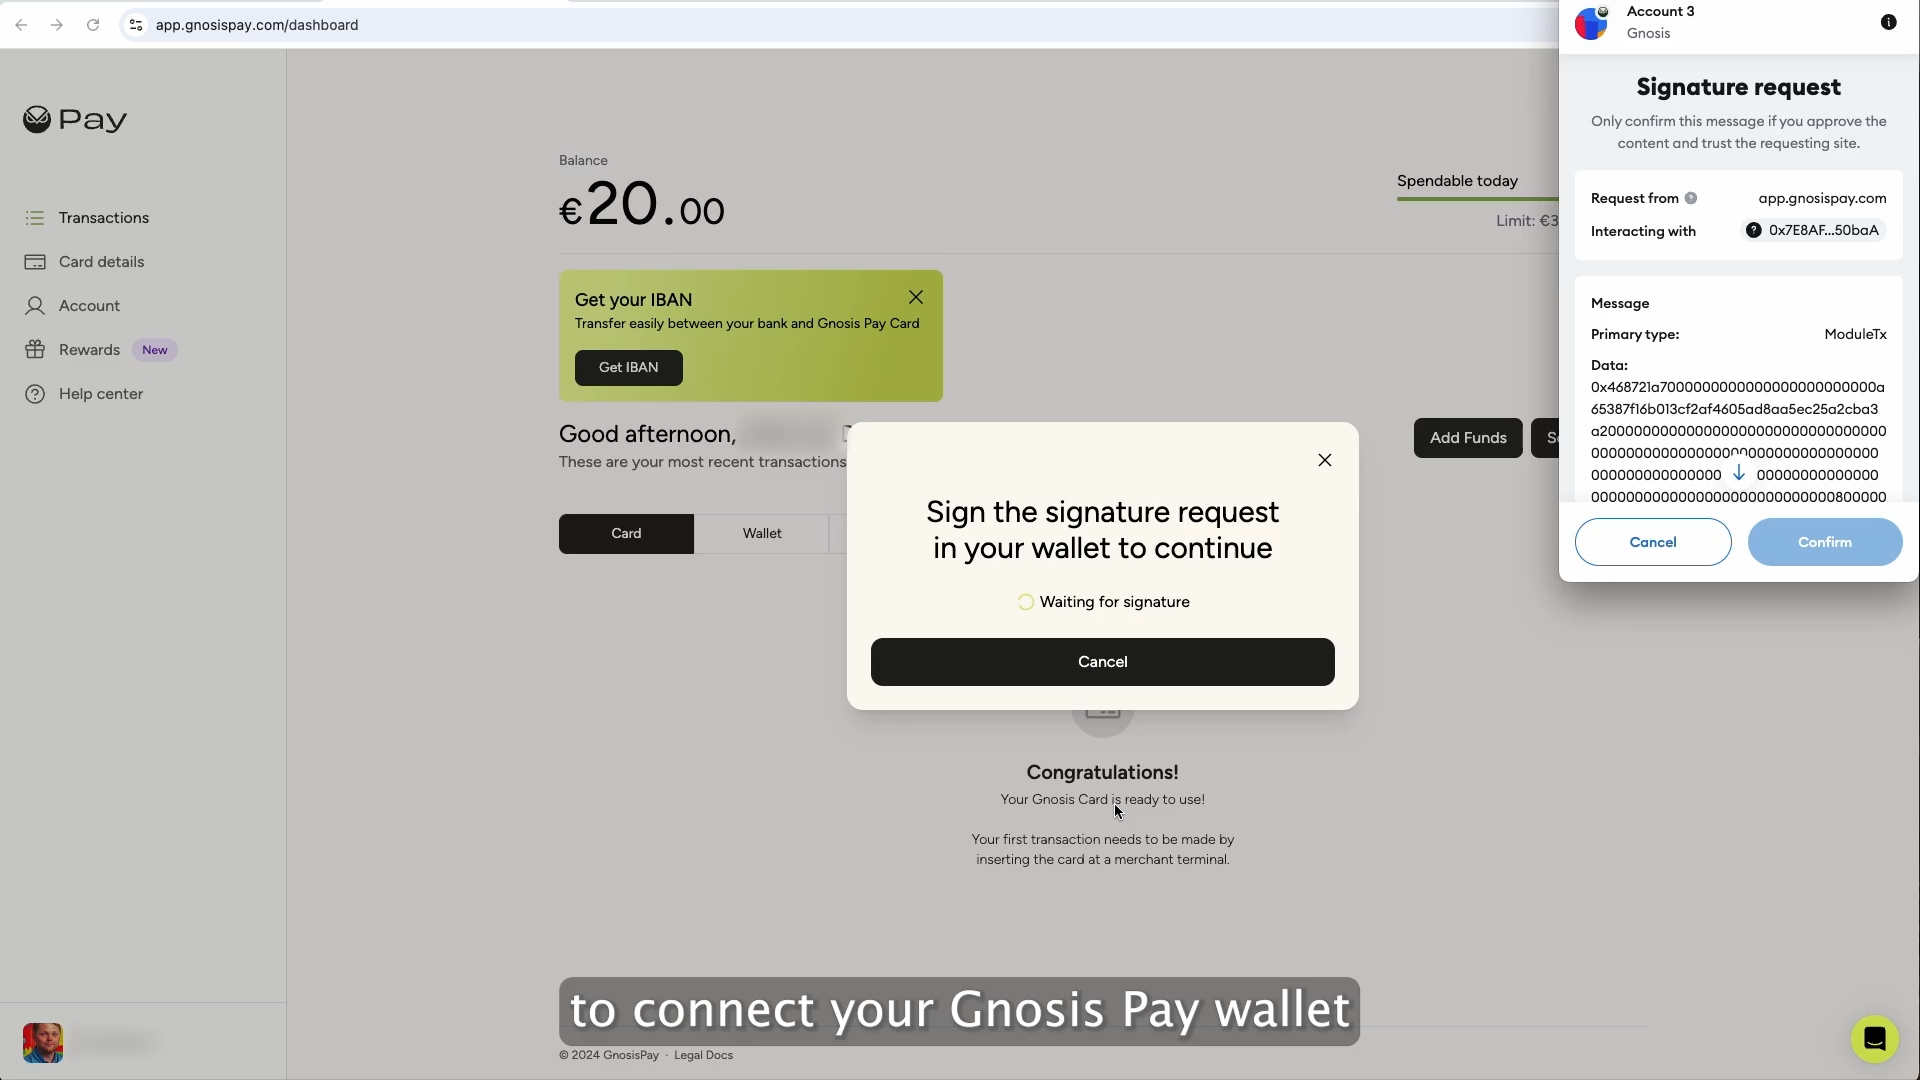 app.gnosispay.com/dashboard
Pay
Transactions
Card details
Account
Rewards New
Help center
Balance
€20.00
Spendable today
Limit: €3
Get your IBAN
Transfer easily between your bank and Gnosis Pay Card
Get IBAN
Good afternoon,
These are your most recent transactions
Add Funds
Card
Wallet
Sign the signature request
in your wallet to continue
Waiting for signature
Cancel
Congratulations!
Your Gnosis Card is ready to use!
Your first transaction needs to be made by
inserting the card at a merchant terminal.
to connect your Gnosis Pay wallet
© 2024 GnosisPay · Legal Docs
Account 3
Gnosis
Signature request
Only confirm this message if you approve the
content and trust the requesting site.
Request from app.gnosispay.com
Interacting with 0x7E8AF...50baA
Message
Primary type: ModuleTx
Data:
Cancel
Confirm